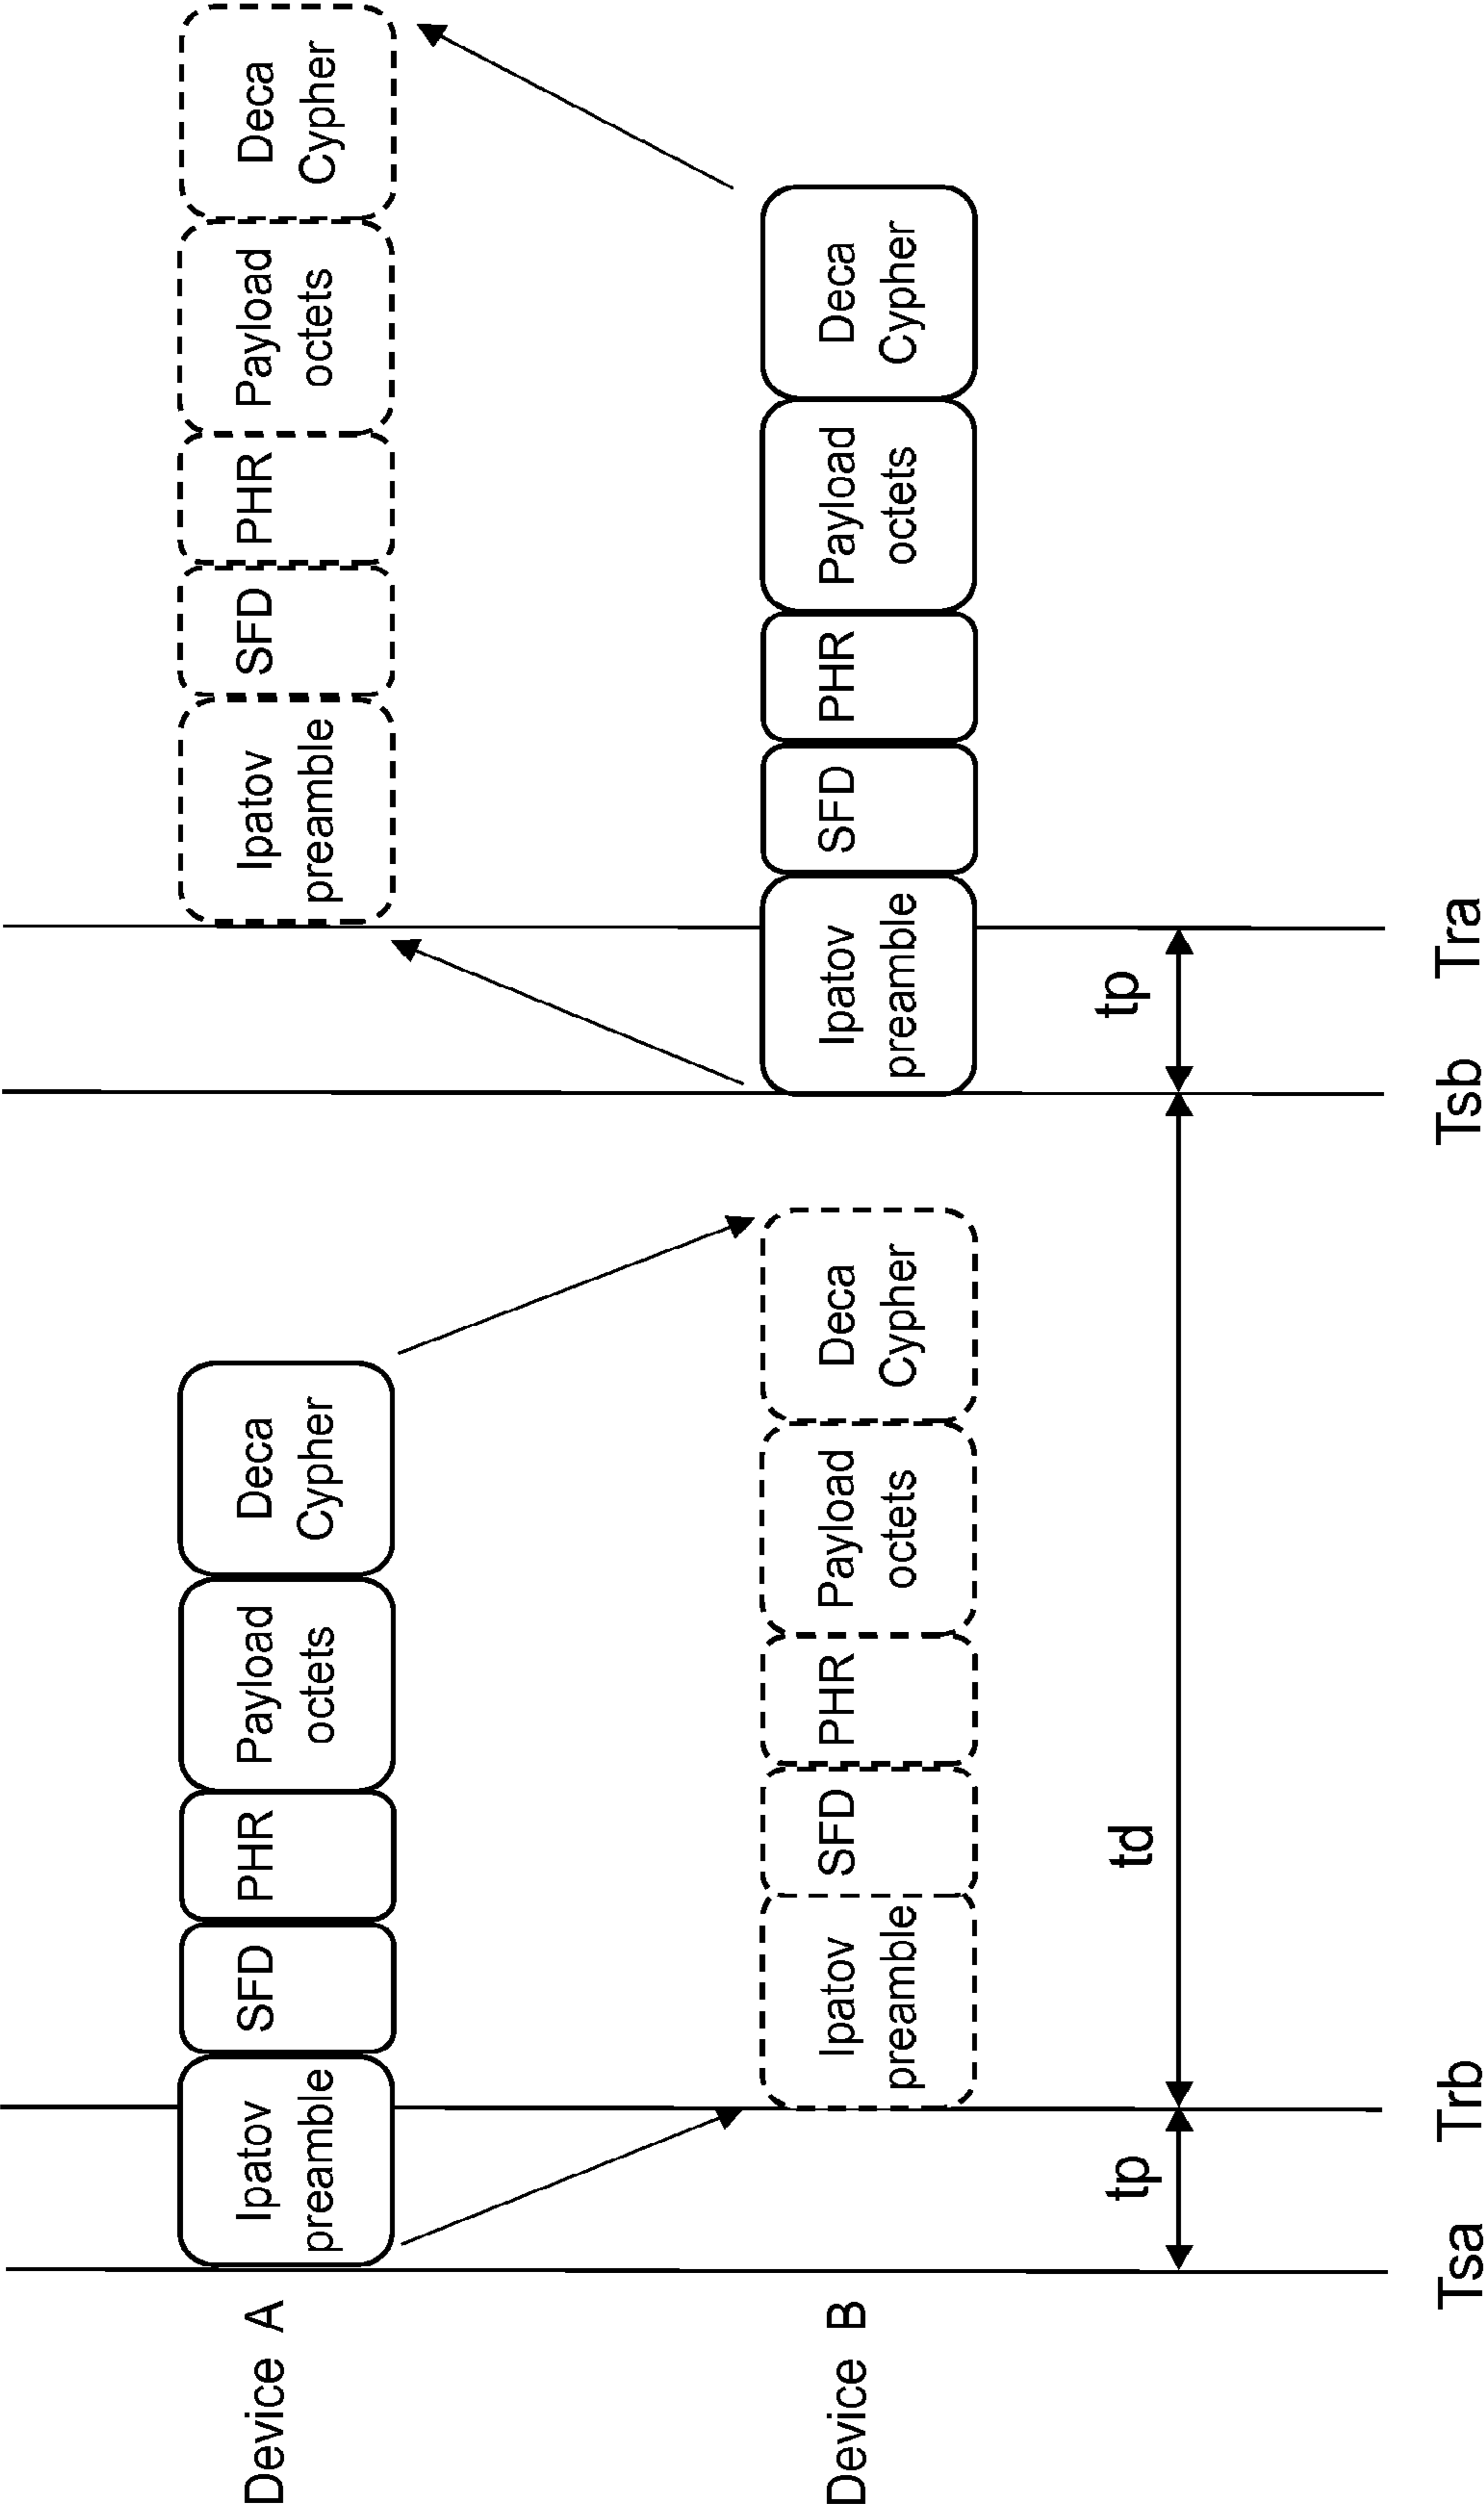 Device A
Ipatov
preamble
SFD
PHR
Payload
octets
Deca
Cypher
Ipatov
preamble
SFD
PHR
Payload
octets
Deca
Cypher
Device B
Ipatov
preamble
SFD
PHR
Payload
octets
Deca
Cypher
Ipatov
preamble
SFD
PHR
Payload
octets
Deca
Cypher
tp
td
tp
Tsa
Trb
Tsb
Tra